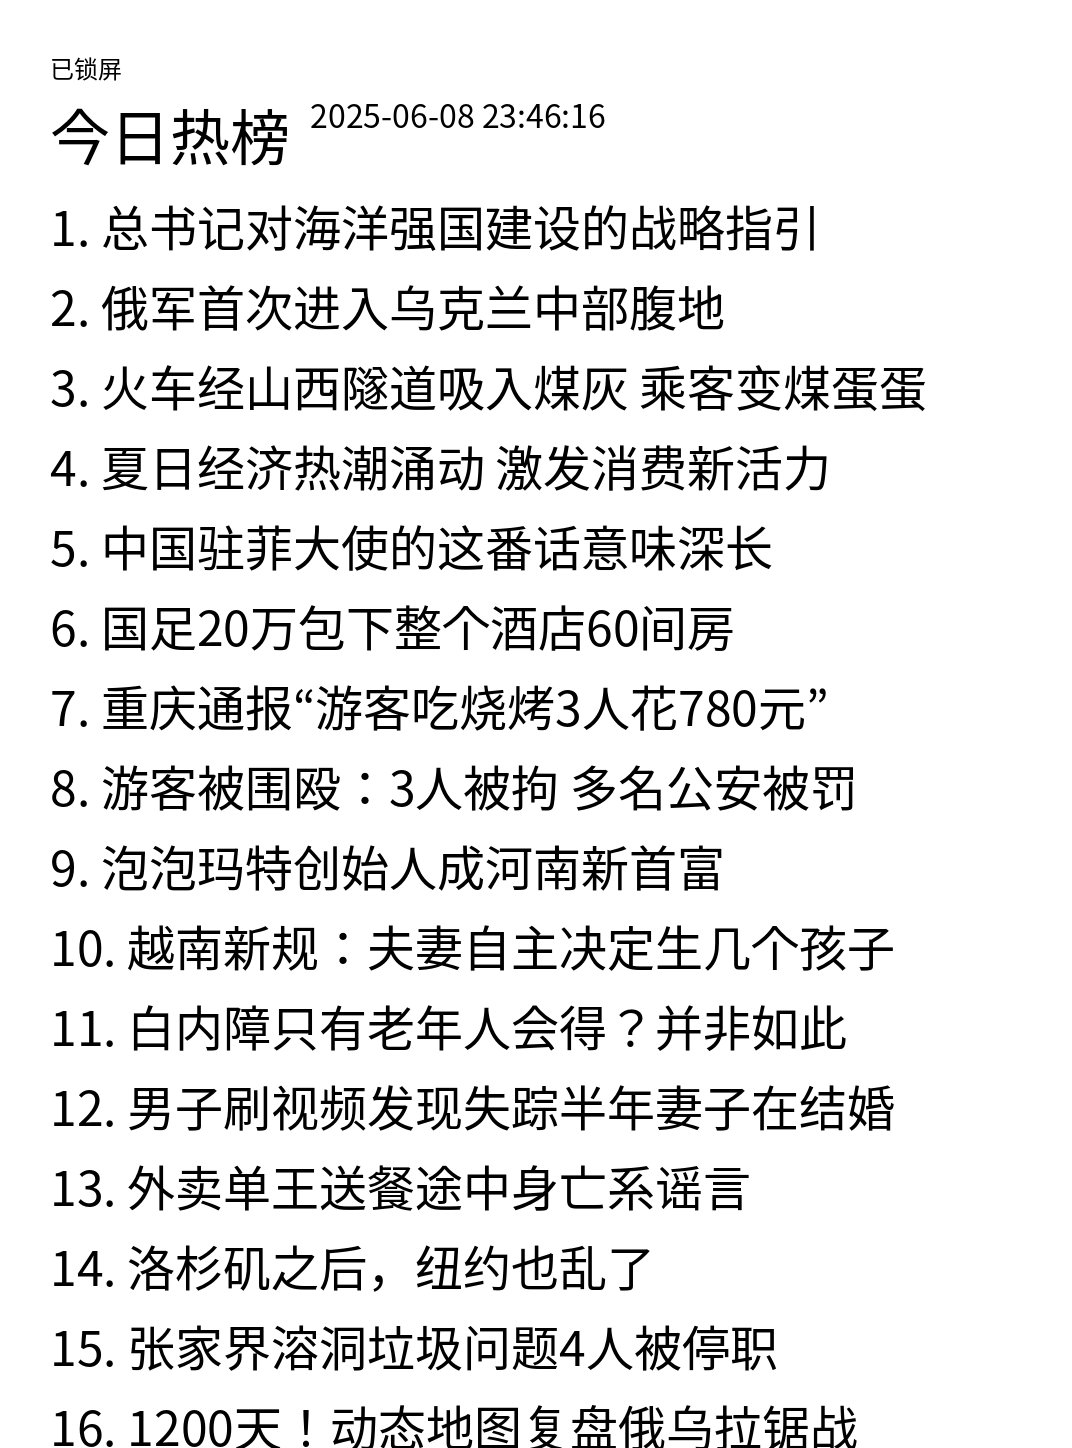 已锁屏
今日热榜 2025-06-08 23:46:16
1. 总书记对海洋强国建设的战略指引
2. 俄军首次进入乌克兰中部腹地
3. 火车经山西隧道吸入煤灰 乘客变煤蛋蛋
4. 夏日经济热潮涌动 激发消费新活力
5. 中国驻菲大使的这番话意味深长
6. 国足20万包下整个酒店60间房
7. 重庆通报“游客吃烧烤3人花780元”
8. 游客被围殴：3人被拘 多名公安被罚
9. 泡泡玛特创始人成河南新首富
10. 越南新规：夫妻自主决定生几个孩子
11. 白内障只有老年人会得？并非如此
12. 男子刷视频发现失踪半年妻子在结婚
13. 外卖单王送餐途中身亡系谣言
14. 洛杉矶之后，纽约也乱了
15. 张家界溶洞垃圾问题4人被停职
16. 1200天！动态地图复盘俄乌拉锯战